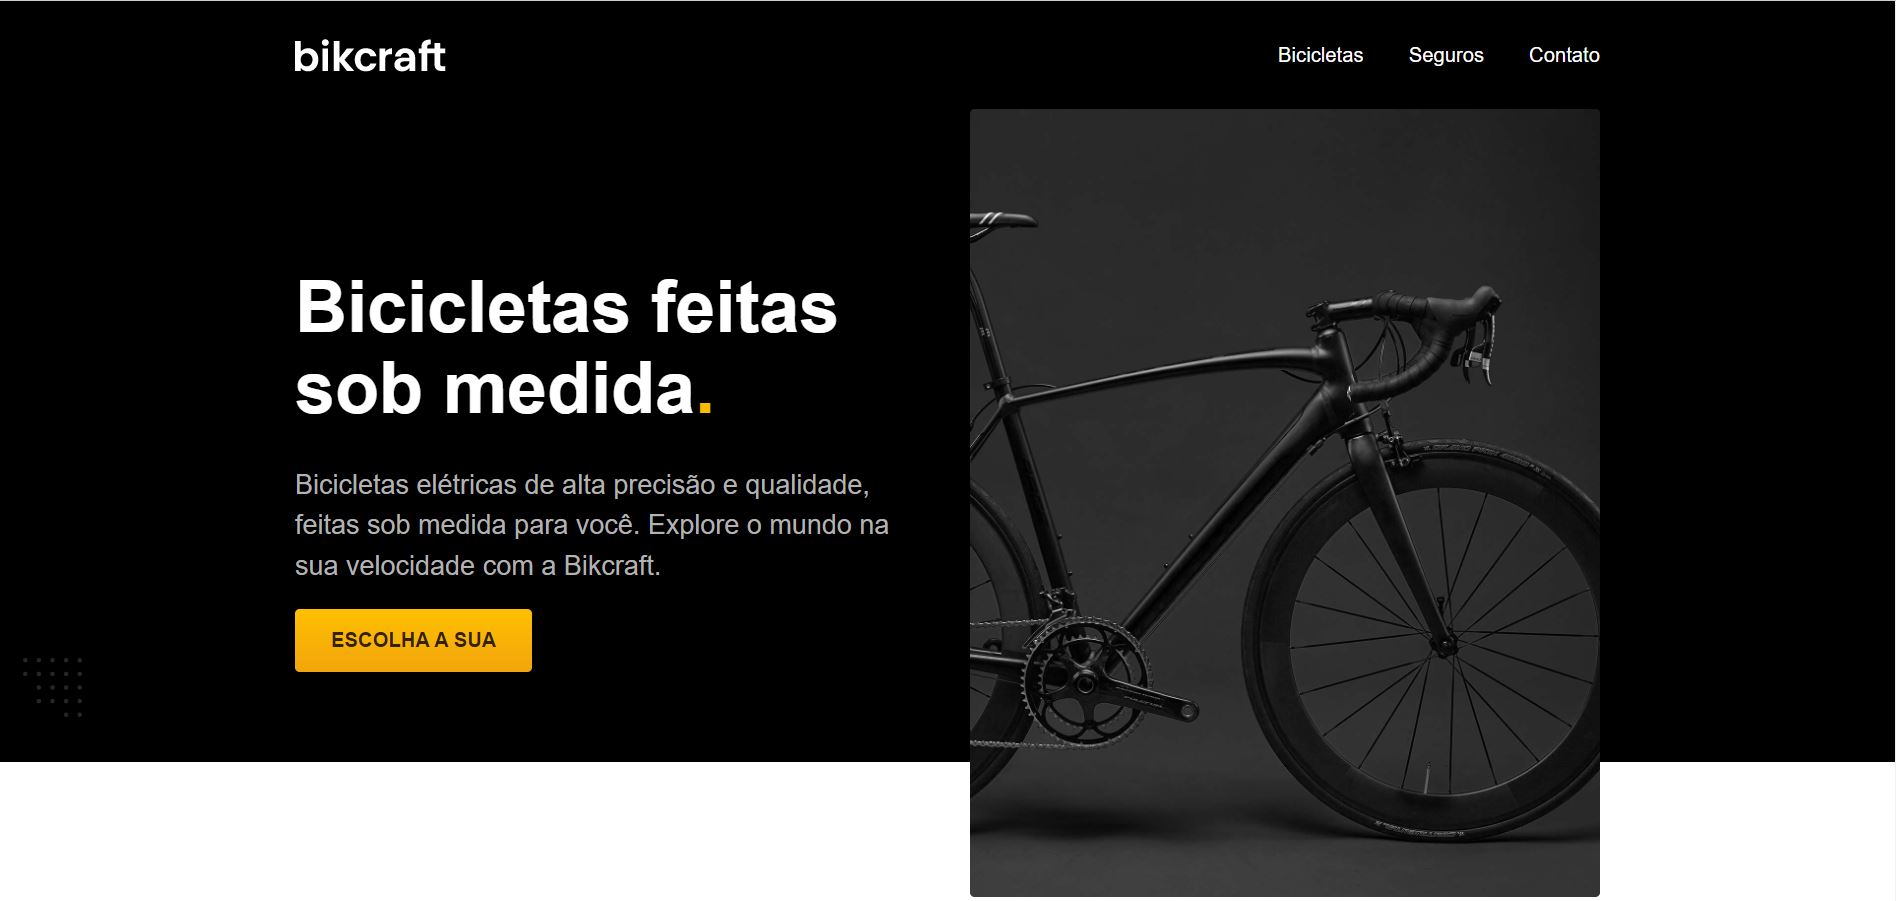 bikcraft
Bicicletas Seguros Contato
Bicicletas feitas
sob medida.
Bicicletas elétricas de alta precisão e qualidade,
feitas sob medida para você. Explore o mundo na
sua velocidade com a Bikcraft.
ESCOLHA A SUA